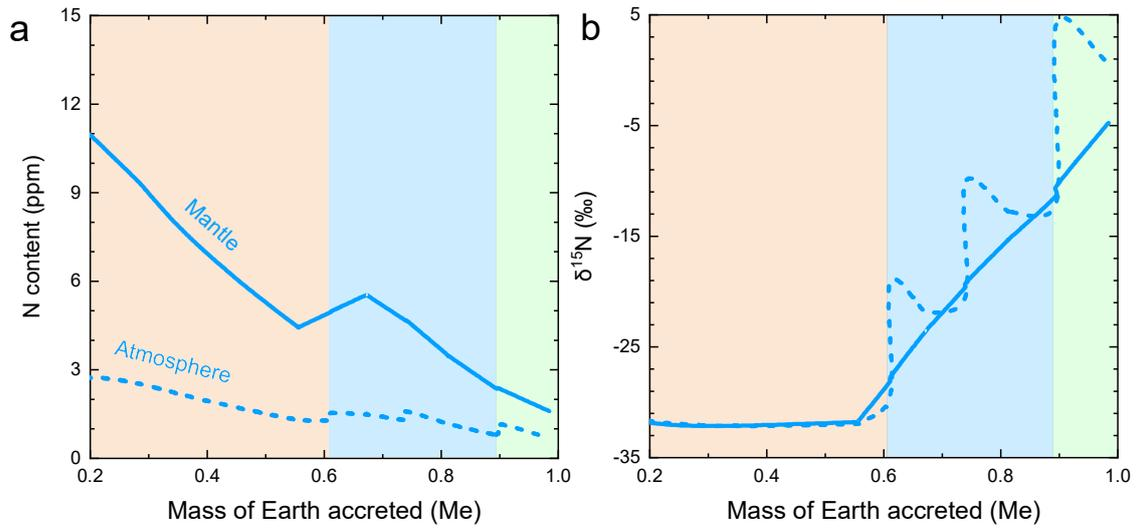 a
15
12
9
6
3
0
N content (ppm)
Mantle
Atmosphere
0.2 0.4 0.6 0.8 1.0
Mass of Earth accreted (Me)
b
5
-5
-15
-25
-35
δ¹⁵N (‰)
0.2 0.4 0.6 0.8 1.0
Mass of Earth accreted (Me)